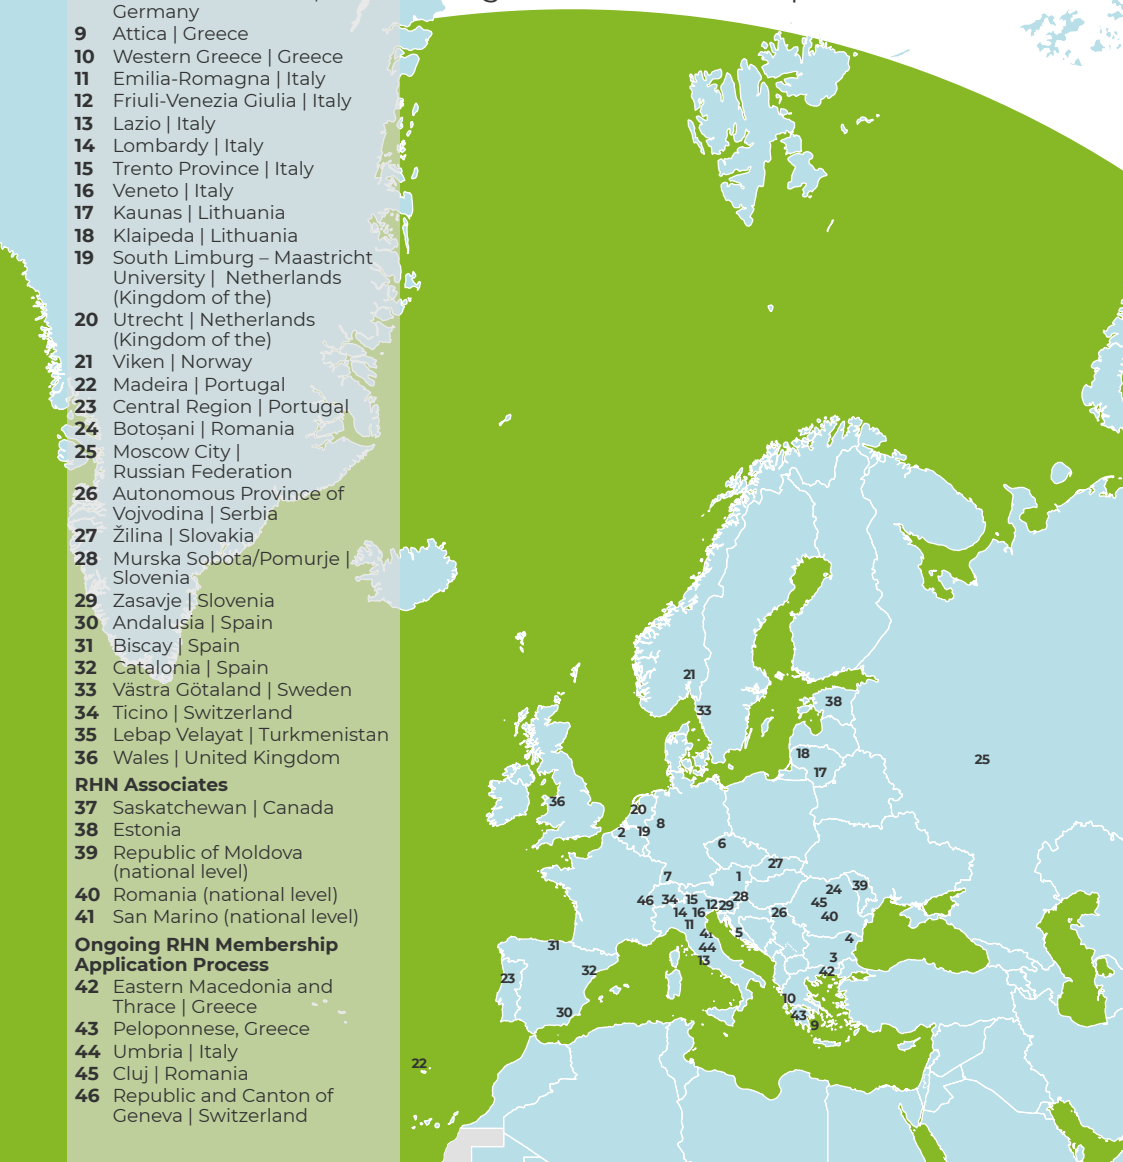 Germany
9 Attica | Greece
10 Western Greece | Greece
11 Emilia-Romagna | Italy
12 Friuli-Venezia Giulia | Italy
13 Lazio | Italy
14 Lombardy | Italy
15 Trento Province | Italy
16 Veneto | Italy
17 Kaunas | Lithuania
18 Klaipeda | Lithuania
19 South Limburg – Maastricht
University | Netherlands
(Kingdom of the)
20 Utrecht | Netherlands
(Kingdom of the)
21 Viken | Norway
22 Madeira | Portugal
23 Central Region | Portugal
24 Botoșani | Romania
25 Moscow City |
Russian Federation
26 Autonomous Province of
Vojvodina | Serbia
27 Žilina | Slovakia
28 Murska Sobota/Pomurje |
Slovenia
29 Zasavje | Slovenia
30 Andalusia | Spain
31 Biscay | Spain
32 Catalonia | Spain
33 Västra Götaland | Sweden
34 Ticino | Switzerland
35 Lebap Velayat | Turkmenistan
36 Wales | United Kingdom
RHN Associates
37 Saskatchewan | Canada
38 Estonia
39 Republic of Moldova
(national level)
40 Romania (national level)
41 San Marino (national level)
Ongoing RHN Membership
Application Process
42 Eastern Macedonia and
Thrace | Greece
43 Peloponnese, Greece
44 Umbria | Italy
45 Cluj | Romania
46 Republic and Canton of
Geneva | Switzerland
21
33
38
18
17
25
36
20
2 19 8
6
27
7
1
46 34 15
12 29 28
14 16
11
41
44
13
5
26
24 39
45
40
4
3
42
31
32
23
30
10
43
9
22